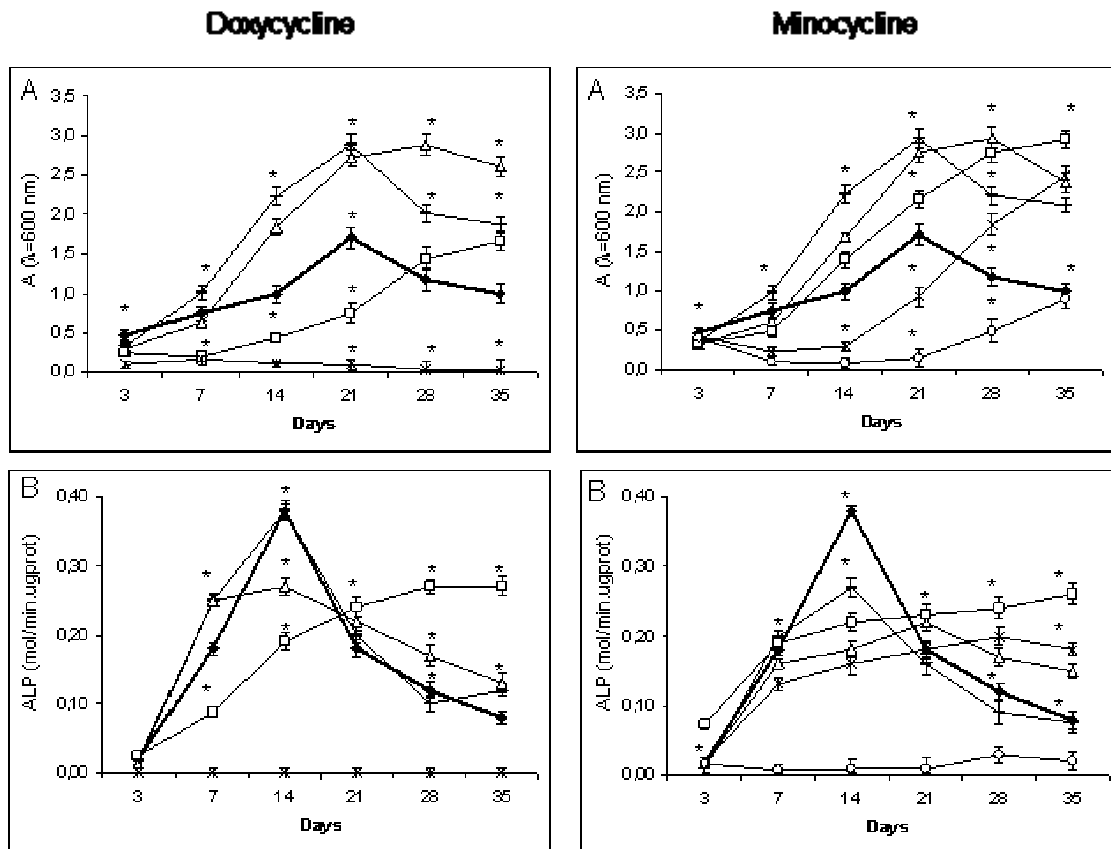 Doxycycline
Minocycline
A
3,5
3,0
2,5
2,0
1,5
1,0
0,5
0,0
A (λ=600 nm)
3 7 14 21 28 35
Days
A
3,5
3,0
2,5
2,0
1,5
1,0
0,5
0,0
A (λ=600 nm)
3 7 14 21 28 35
Days
B
0,40
0,30
0,20
0,10
0,00
ALP (mol/min.ugprot)
3 7 14 21 28 35
Days
B
0,40
0,30
0,20
0,10
0,00
ALP (mol/min.ugprot)
3 7 14 21 28 35
Days